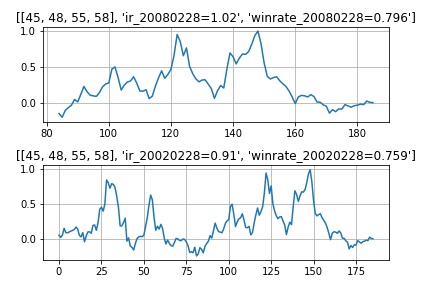 [[45, 48, 55, 58], 'ir_20080228=1.02', 'winrate_20080228=0.796']
1.0
0.5
0.0
80 100 120 140 160 180
[[45, 48, 55, 58], 'ir_20020228=0.91', 'winrate_20020228=0.759']
1.0
0.5
0.0
0 25 50 75 100 125 150 175